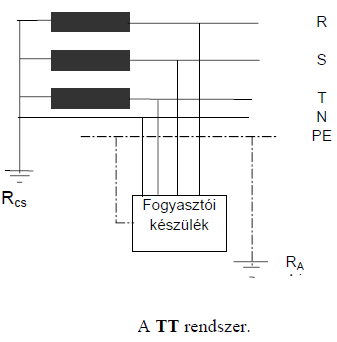 R
S
T
N
PE
Rcs
Fogyasztói
készülék
RA
A TT rendszer.